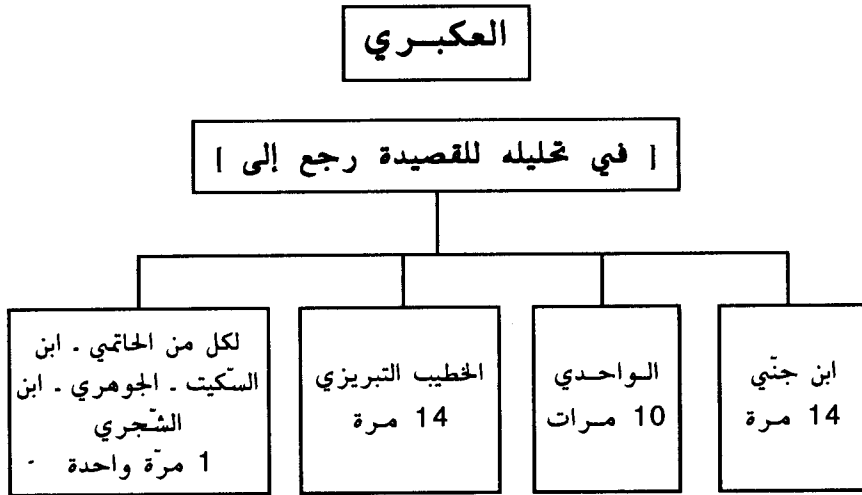 العكبري
[ في تحليله للقصيدة رجع إلى ]
ابن جنّي
14 مرة
الواحدي
10 مرات
الخطيب التبريزي
14 مرة
لكل من الحاتمي . ابن
السّكيت . الجوهري . ابن
الشّجري
1 مرّة واحدة